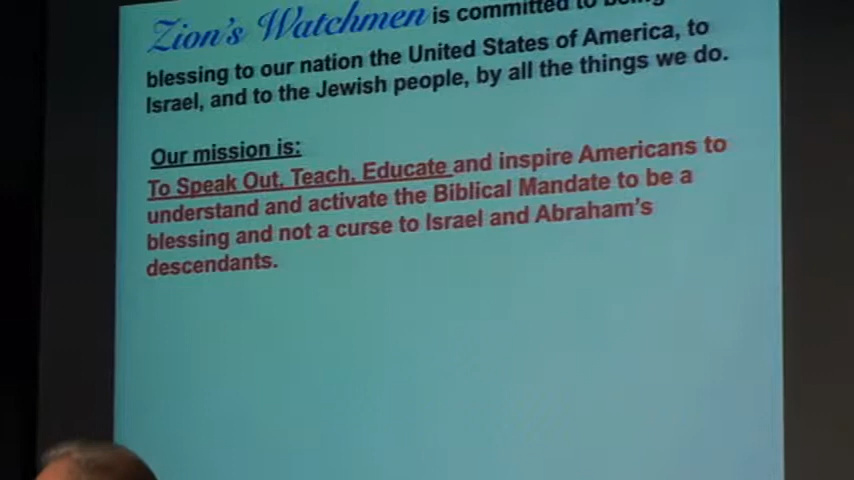 Zion's Watchmen is committed to being
blessing to our nation the United States of America, to
Israel, and to the Jewish people, by all the things we do.
Our mission is:
To Speak Out, Teach, Educate and inspire Americans to
understand and activate the Biblical Mandate to be a
blessing and not a curse to Israel and Abraham's
descendants.